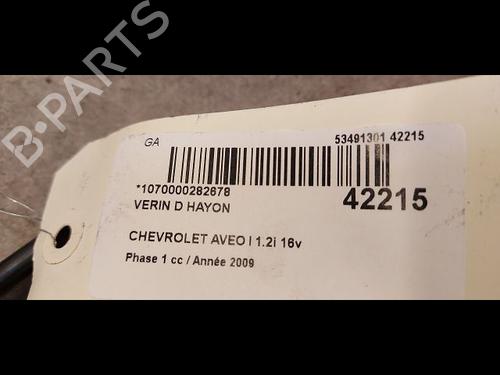 B-PARTS
GA
53491301 42215
*1070000282678
42215
VERIN D HAYON
CHEVROLET AVEO I 1.2i 16v
Phase 1 cc / Année 2009